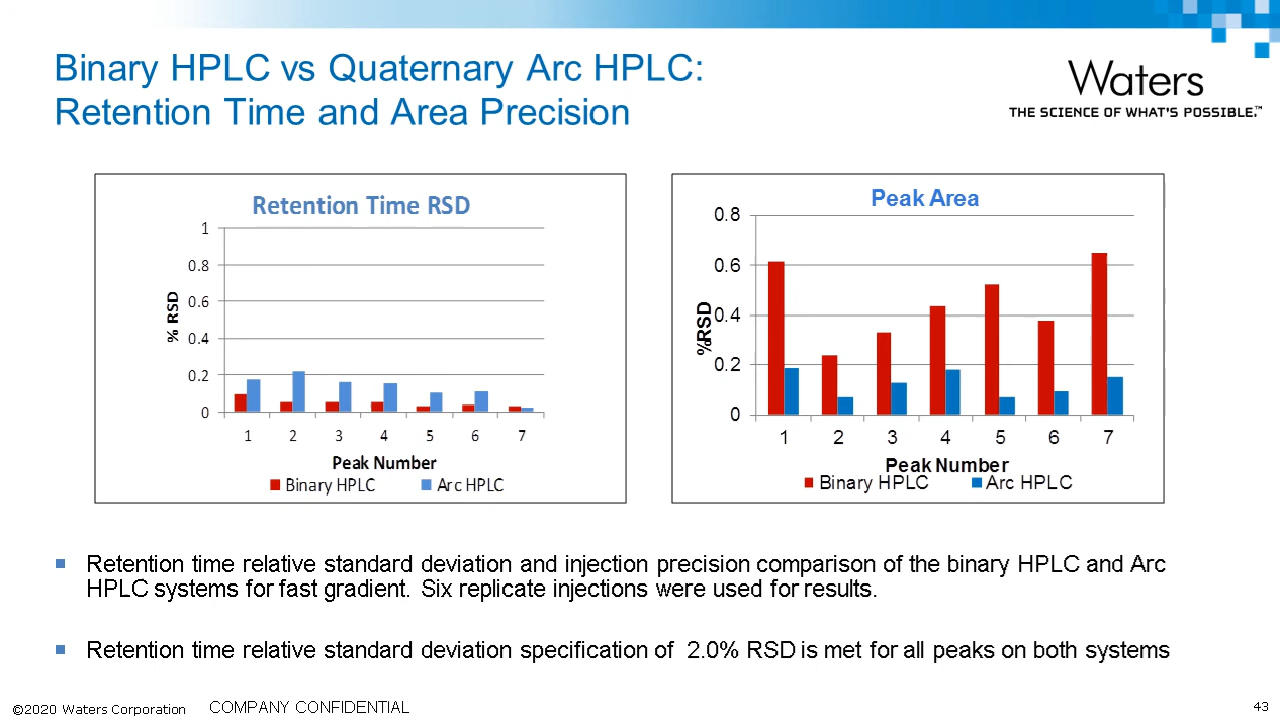 Binary HPLC vs Quaternary Arc HPLC:
Retention Time and Area Precision
Waters
THE SCIENCE OF WHAT'S POSSIBLE.™
Retention Time RSD
1
0.8
0.6
0.4
0.2
0
% RSD
1 2 3 4 5 6 7
Peak Number
Binary HPLC Arc HPLC
Peak Area
0.8
0.6
0.4
0.2
0
%RSD
1 2 3 4 5 6 7
Peak Number
Binary HPLC Arc HPLC
Retention time relative standard deviation and injection precision comparison of the binary HPLC and Arc
HPLC systems for fast gradient. Six replicate injections were used for results.
Retention time relative standard deviation specification of 2.0% RSD is met for all peaks on both systems
©2020 Waters Corporation COMPANY CONFIDENTIAL 43